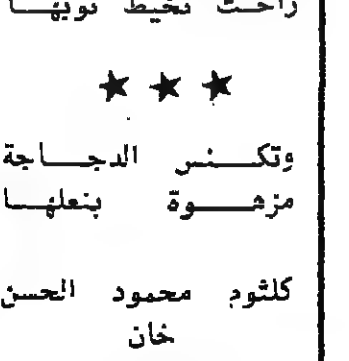 راحت تخيط ثوبها
★ ★ ★
وتكنس الدجاجة
مزهوة بنعلها
كلثوم محمود الحسن
خان